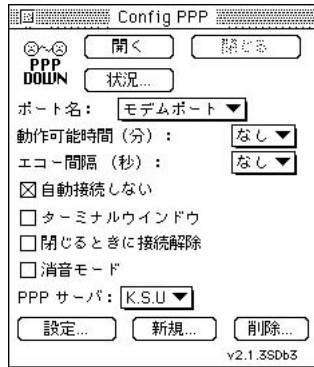 Config PPP
PPP
DOWN
開く
閉じる
状況...
ポート名： モデムポート
動作可能時間（分）： なし
エコー間隔（秒）： なし
自動接続しない
ターミナルウインドウ
閉じるときに接続解除
消音モード
PPP サーバ： K.S.U
設定... 新規... 削除...
v2.1.3SDb3